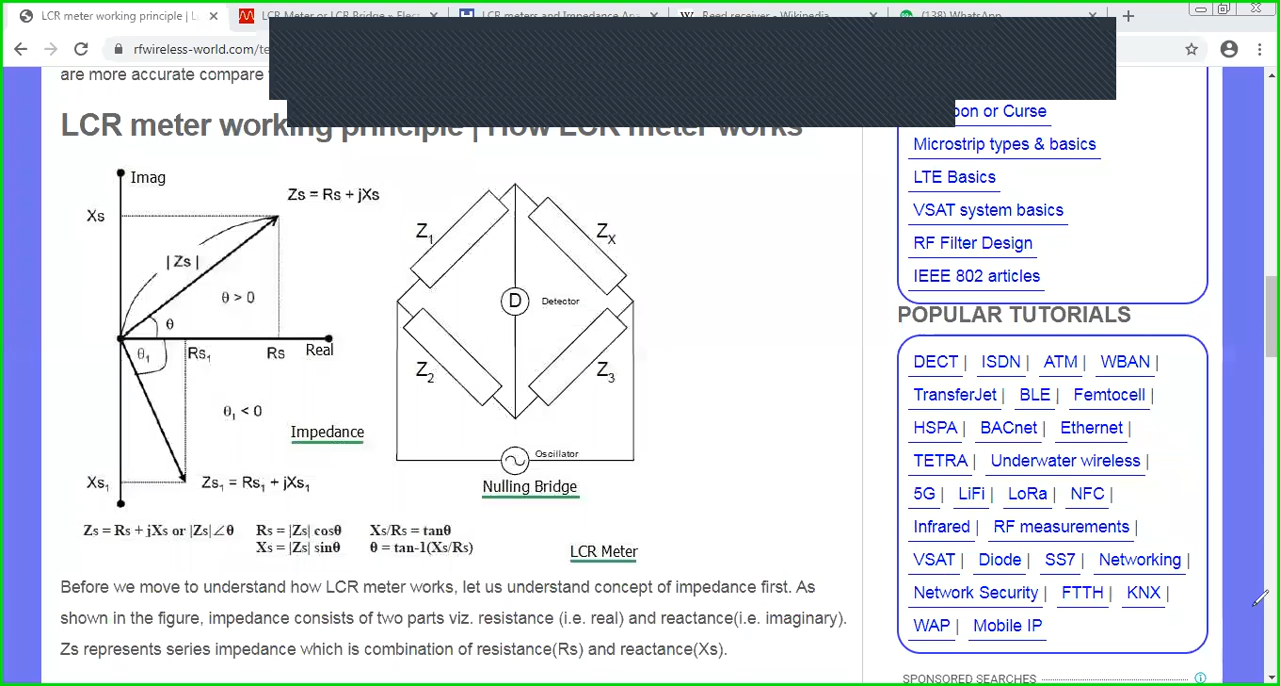 LCR meter working principle | L
LCR Meter or LCR Bridge » Elec
LCR meters and Impedance An
Reed receiver - Wikipedia
(138) WhatsApp
rfwireless-world.com/te
are more accurate compare
LCR meter working principle | How LCR meter works
Imag
Zs = Rs + jXs
Xs
| Zs |
θ > 0
θ
θ1
Rs1
Rs
Real
θ1 < 0
Impedance
Xs1
Zs1 = Rs1 + jXs1
Z1
ZX
D
Detector
Z2
Z3
Oscillator
Nulling Bridge
Zs = Rs + jXs or |Zs|∠θ Rs = |Zs| cosθ Xs/Rs = tanθ
Xs = |Zs| sinθ θ = tan-1(Xs/Rs)
LCR Meter
Before we move to understand how LCR meter works, let us understand concept of impedance first. As
shown in the figure, impedance consists of two parts viz. resistance (i.e. real) and reactance(i.e. imaginary).
Zs represents series impedance which is combination of resistance(Rs) and reactance(Xs).
or Curse
Microstrip types & basics
LTE Basics
VSAT system basics
RF Filter Design
IEEE 802 articles
POPULAR TUTORIALS
DECT | ISDN | ATM | WBAN |
TransferJet | BLE | Femtocell |
HSPA | BACnet | Ethernet |
TETRA | Underwater wireless |
5G | LiFi | LoRa | NFC |
Infrared | RF measurements |
VSAT | Diode | SS7 | Networking |
Network Security | FTTH | KNX |
WAP | Mobile IP
SPONSORED SEARCHES